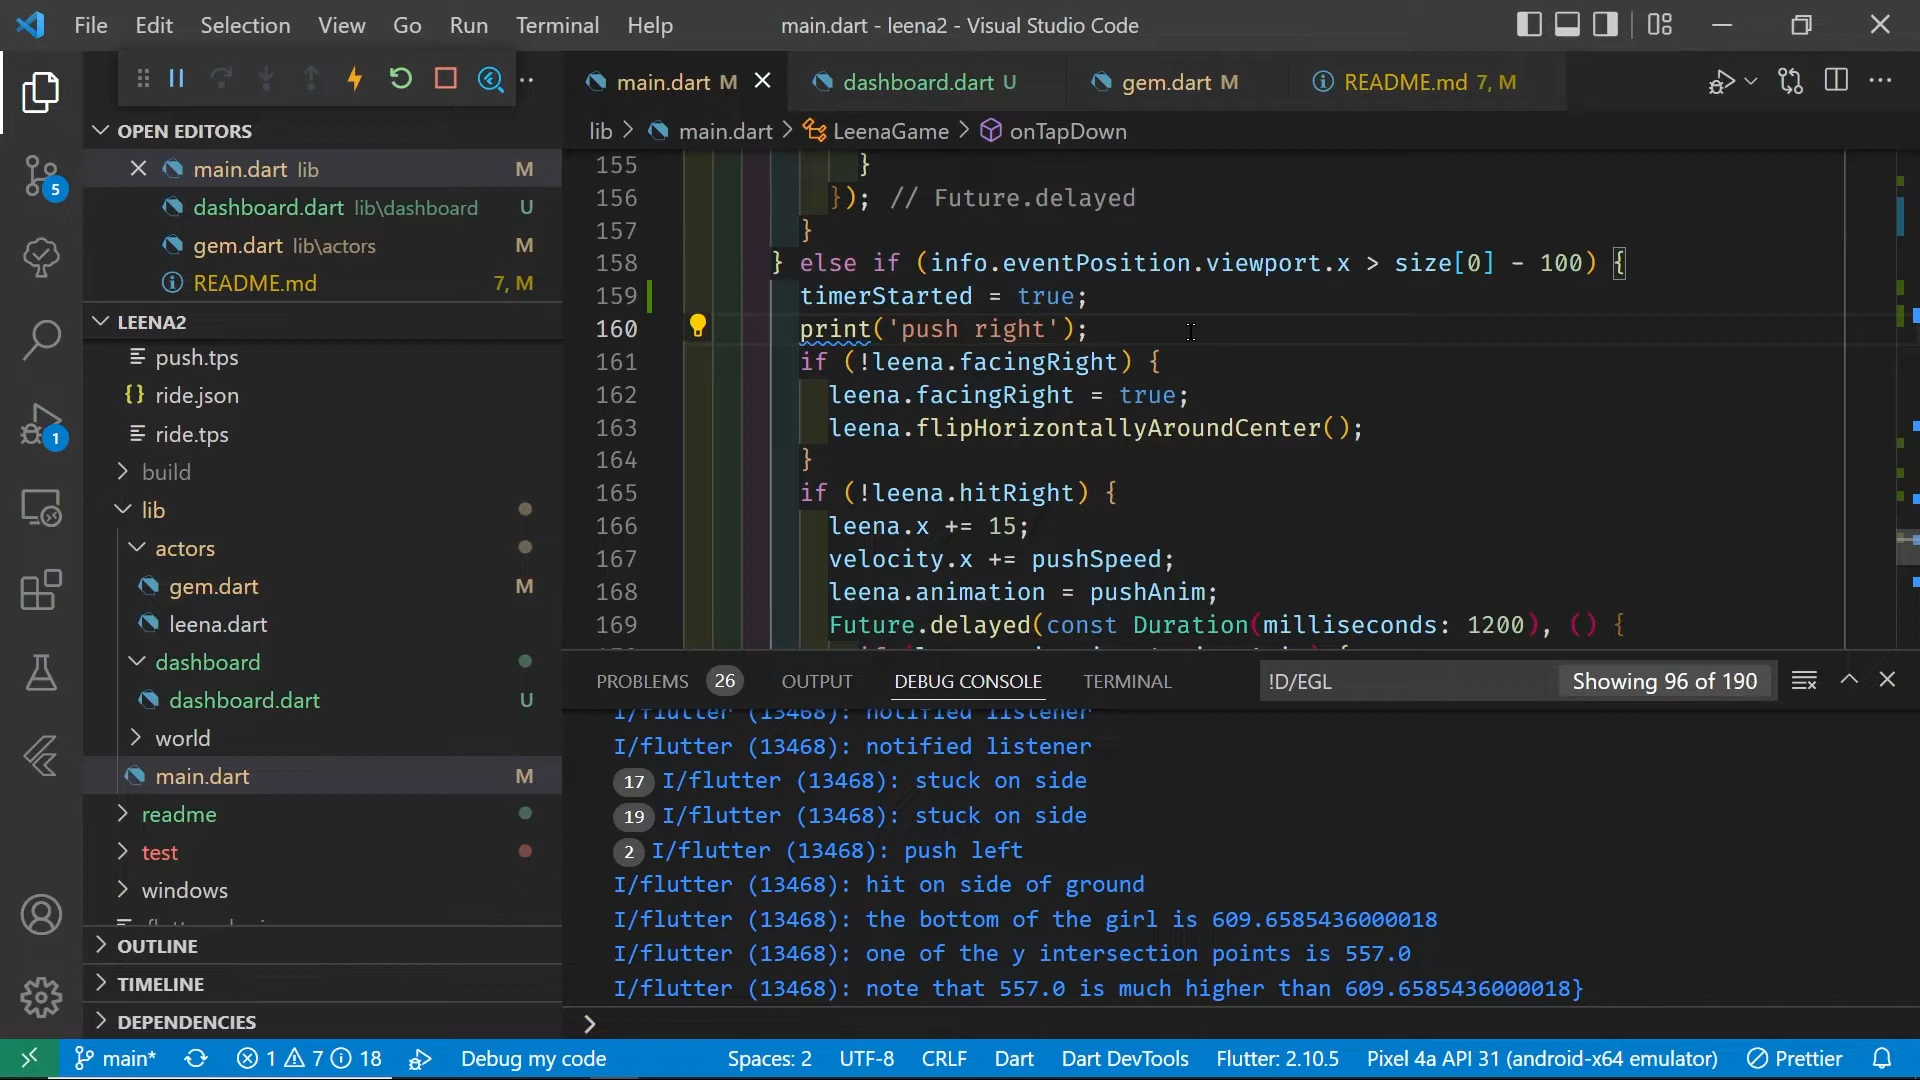 File Edit Selection View Go Run Terminal Help
main.dart - leena2 - Visual Studio Code
main.dart M
dashboard.dart U
gem.dart M
README.md 7, M
OPEN EDITORS
main.dart lib M
dashboard.dart lib\dashboard U
gem.dart lib\actors M
README.md 7, M
LEENA2
push.tps
{} ride.json
ride.tps
build
lib
actors
gem.dart M
leena.dart
dashboard
dashboard.dart U
world
main.dart M
readme
test
windows
OUTLINE
TIMELINE
DEPENDENCIES
5
1
lib > main.dart > LeenaGame > onTapDown
155 }
156 }); // Future.delayed
157 }
158 } else if (info.eventPosition.viewport.x > size[0] - 100) {
159 timerStarted = true;
160 print('push right');
161 if (!leena.facingRight) {
162 leena.facingRight = true;
163 leena.flipHorizontallyAroundCenter();
164 }
165 if (!leena.hitRight) {
166 leena.x += 15;
167 velocity.x += pushSpeed;
168 leena.animation = pushAnim;
169 Future.delayed(const Duration(milliseconds: 1200), () {
PROBLEMS 26 OUTPUT DEBUG CONSOLE TERMINAL
!D/EGL
Showing 96 of 190
I/flutter (13468): notified listener
I/flutter (13468): notified listener
17 I/flutter (13468): stuck on side
19 I/flutter (13468): stuck on side
2 I/flutter (13468): push left
I/flutter (13468): hit on side of ground
I/flutter (13468): the bottom of the girl is 609.6585436000018
I/flutter (13468): one of the y intersection points is 557.0
I/flutter (13468): note that 557.0 is much higher than 609.6585436000018}
>
main* 1 7 18 Debug my code Spaces: 2 UTF-8 CRLF Dart Dart DevTools Flutter: 2.10.5 Pixel 4a API 31 (android-x64 emulator) Prettier